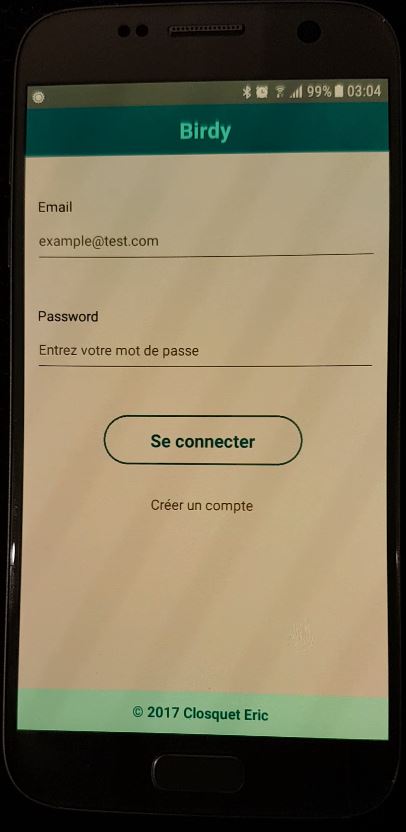 99% 03:04
Birdy
Email
example@test.com
Password
Entrez votre mot de passe
Se connecter
Créer un compte
© 2017 Closquet Eric